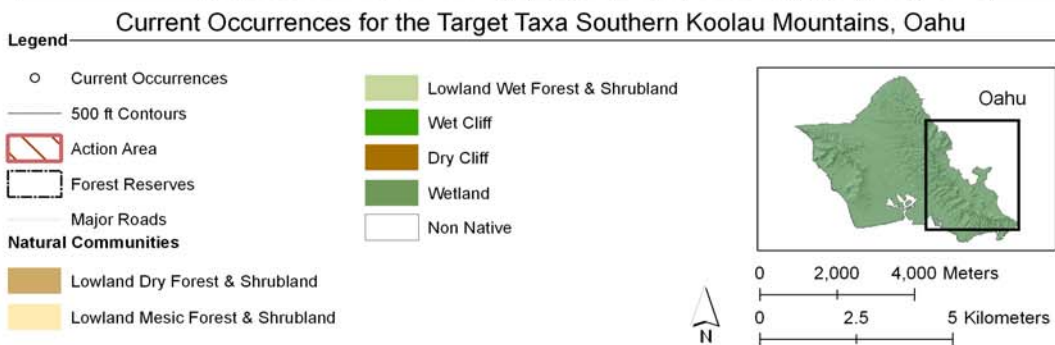 Current Occurrences for the Target Taxa Southern Koolau Mountains, Oahu
Legend
Current Occurrences
500 ft Contours
Action Area
Forest Reserves
Major Roads
Natural Communities
Lowland Dry Forest & Shrubland
Lowland Mesic Forest & Shrubland
Lowland Wet Forest & Shrubland
Wet Cliff
Dry Cliff
Wetland
Non Native
Oahu
0 2,000 4,000 Meters
0 2.5 5 Kilometers
N